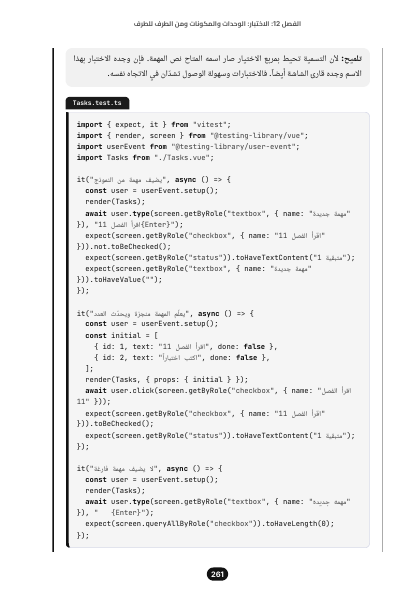 الفصل 12: الاختبار: الوحدات والمكونات ومن الطرف للطرف
تلميح: لأن التسمية تحيط بمربع الاختيار صار اسمه المتاح نص المهمة. فإن وجده الاختبار بهذا
الاسم وجده قارئ الشاشة أيضاً. فالاختبارات وسهولة الوصول تشدّان في الاتجاه نفسه.
Tasks.test.ts
import { expect, it } from "vitest";
import { render, screen } from "@testing-library/vue";
import userEvent from "@testing-library/user-event";
import Tasks from "./Tasks.vue";
it("يضيف مهمة من النموذج", async () => {
const user = userEvent.setup();
render(Tasks);
await user.type(screen.getByRole("textbox", { name: "مهمة جديدة"
}), "اقرأ الفصل 11{Enter}");
expect(screen.getByRole("checkbox", { name: "اقرأ الفصل 11"
})).not.toBeChecked();
expect(screen.getByRole("status")).toHaveTextContent("1 متبقية");
expect(screen.getByRole("textbox", { name: "مهمة جديدة"
})).toHaveValue("");
});
it("يعلّم المهمة منجزة ويحدّث العدد", async () => {
const user = userEvent.setup();
const initial = [
{ id: 1, text: "اقرأ الفصل 11", done: false },
{ id: 2, text: "اكتب اختباراً", done: false },
];
render(Tasks, { props: { initial } });
await user.click(screen.getByRole("checkbox", { name: "اقرأ الفصل
11" }));
expect(screen.getByRole("checkbox", { name: "اقرأ الفصل 11"
})).toBeChecked();
expect(screen.getByRole("status")).toHaveTextContent("1 متبقية");
});
it("لا يضيف مهمة فارغة", async () => {
const user = userEvent.setup();
render(Tasks);
await user.type(screen.getByRole("textbox", { name: "مهمة جديدة"
}), "   {Enter}");
expect(screen.queryAllByRole("checkbox")).toHaveLength(0);
});
261